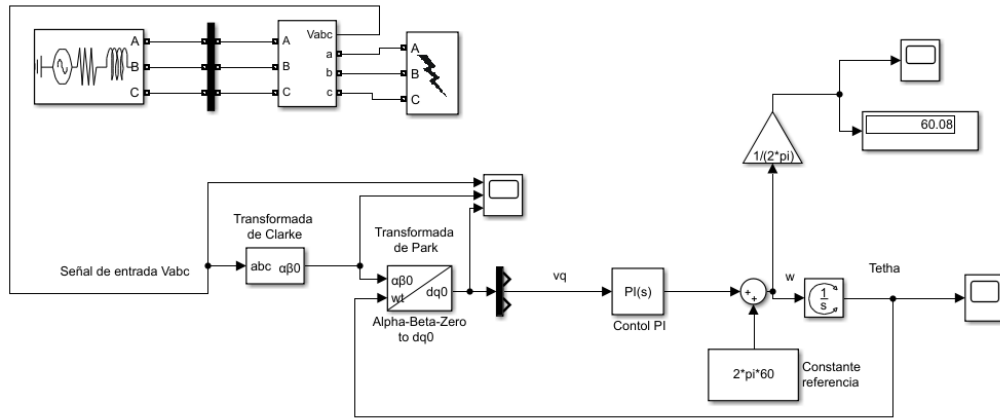 Vabc
A
A
a
A
B
B
b
B
C
C
c
C
60.08
1/(2*pi)
Transformada
de Clarke
Transformada
de Park
Señal de entrada Vabc
abc
αβ0
αβ0
dq0
wt
Alpha-Beta-Zero
to dq0
vq
PI(s)
Contol PI
+
+
w
1
s
Tetha
2*pi*60
Constante
referencia